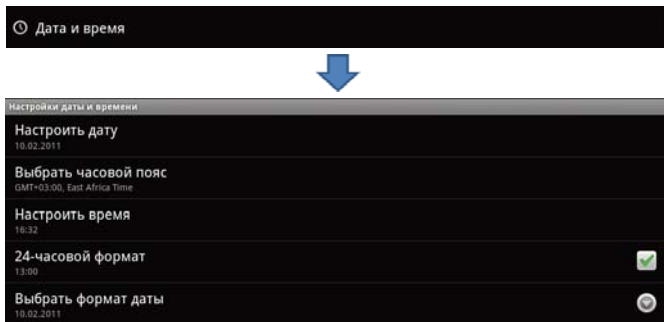 Дата и время
Настройки даты и времени
Настроить дату
10.02.2011
Выбрать часовой пояс
GMT+03:00, East Africa Time
Настроить время
16:32
24-часовой формат
13:00
Выбрать формат даты
10.02.2011